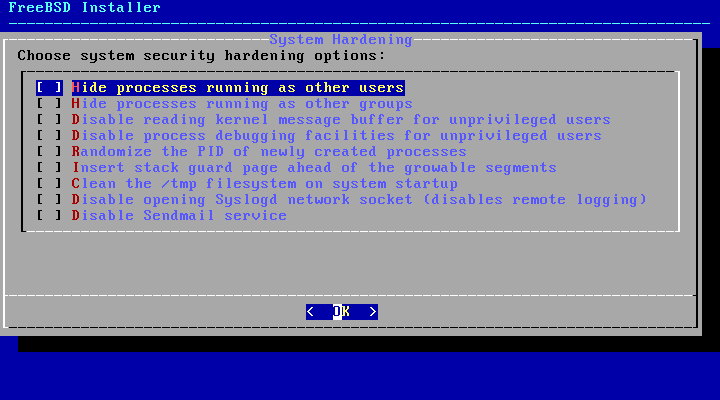 FreeBSD Installer
System Hardening
Choose system security hardening options:
[ ] Hide processes running as other users
[ ] Hide processes running as other groups
[ ] Disable reading kernel message buffer for unprivileged users
[ ] Disable process debugging facilities for unprivileged users
[ ] Randomize the PID of newly created processes
[ ] Insert stack guard page ahead of the growable segments
[ ] Clean the /tmp filesystem on system startup
[ ] Disable opening Syslogd network socket (disables remote logging)
[ ] Disable Sendmail service
< OK >